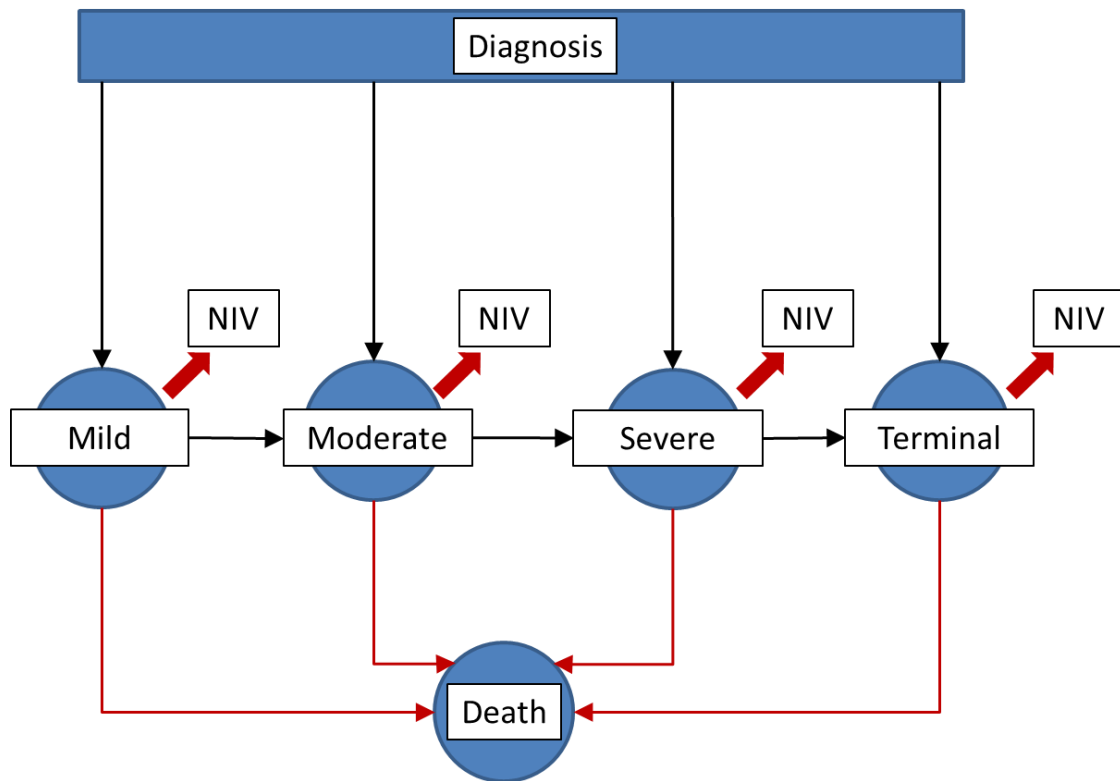 Diagnosis
NIV
NIV
NIV
NIV
Mild
Moderate
Severe
Terminal
Death